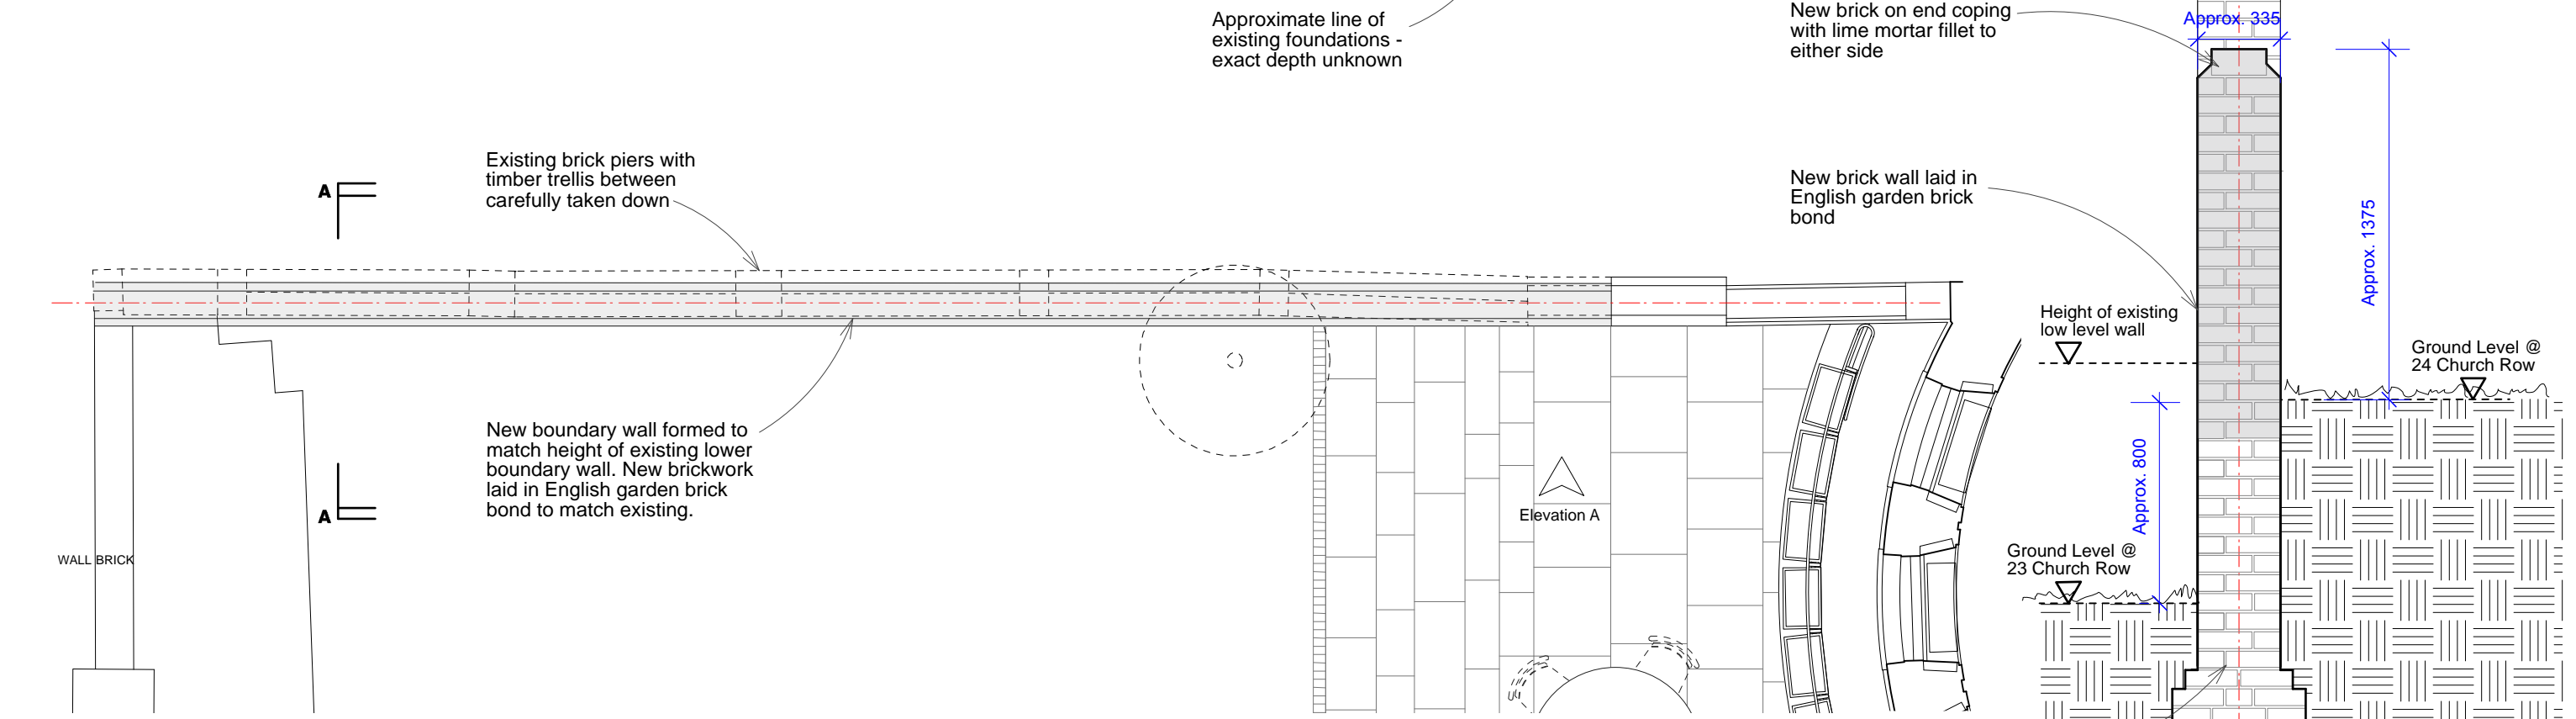 Approximate line of
existing foundations -
exact depth unknown
New brick on end coping
with lime mortar fillet to
either side
Approx. 335
Existing brick piers with
timber trellis between
carefully taken down
A
New brick wall laid in
English garden brick
bond
Approx. 1375
Height of existing
low level wall
Ground Level @
24 Church Row
New boundary wall formed to
match height of existing lower
boundary wall. New brickwork
laid in English garden brick
bond to match existing.
A
Elevation A
Approx. 800
WALL BRICK
Ground Level @
23 Church Row